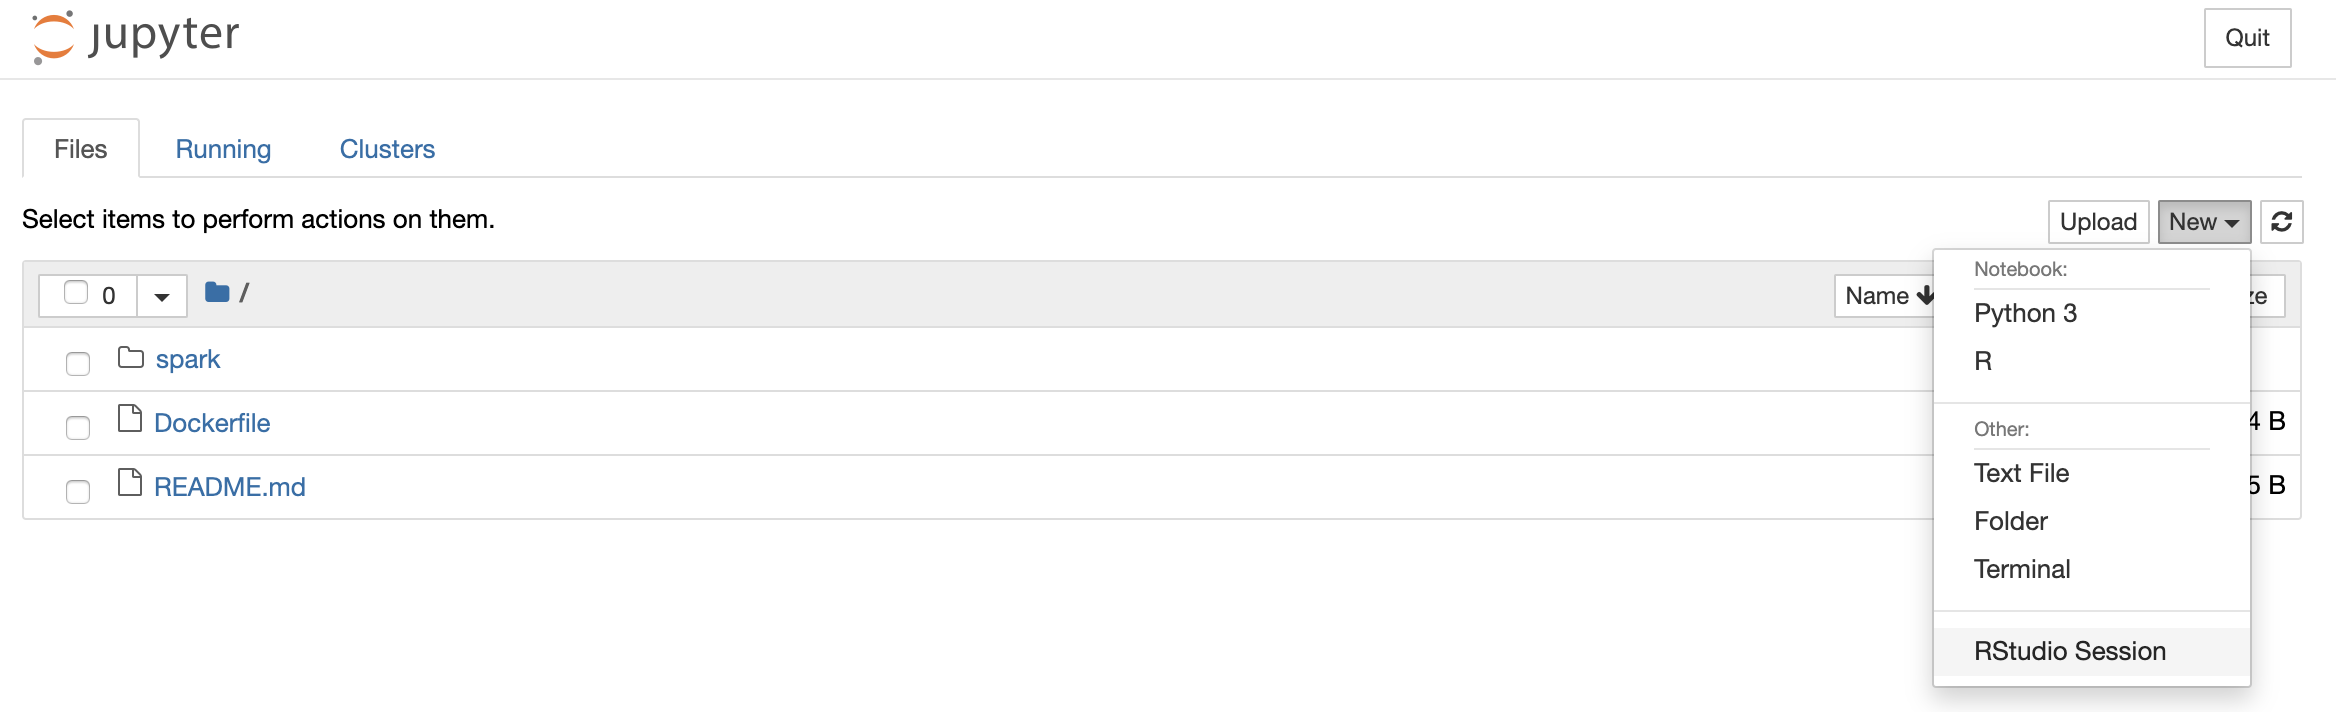 jupyter
Quit
Files Running Clusters
Select items to perform actions on them.
Upload New
0 /
Name
Notebook:
Python 3
R
Other:
Text File
Folder
Terminal
RStudio Session
spark
Dockerfile
4 B
README.md
5 B